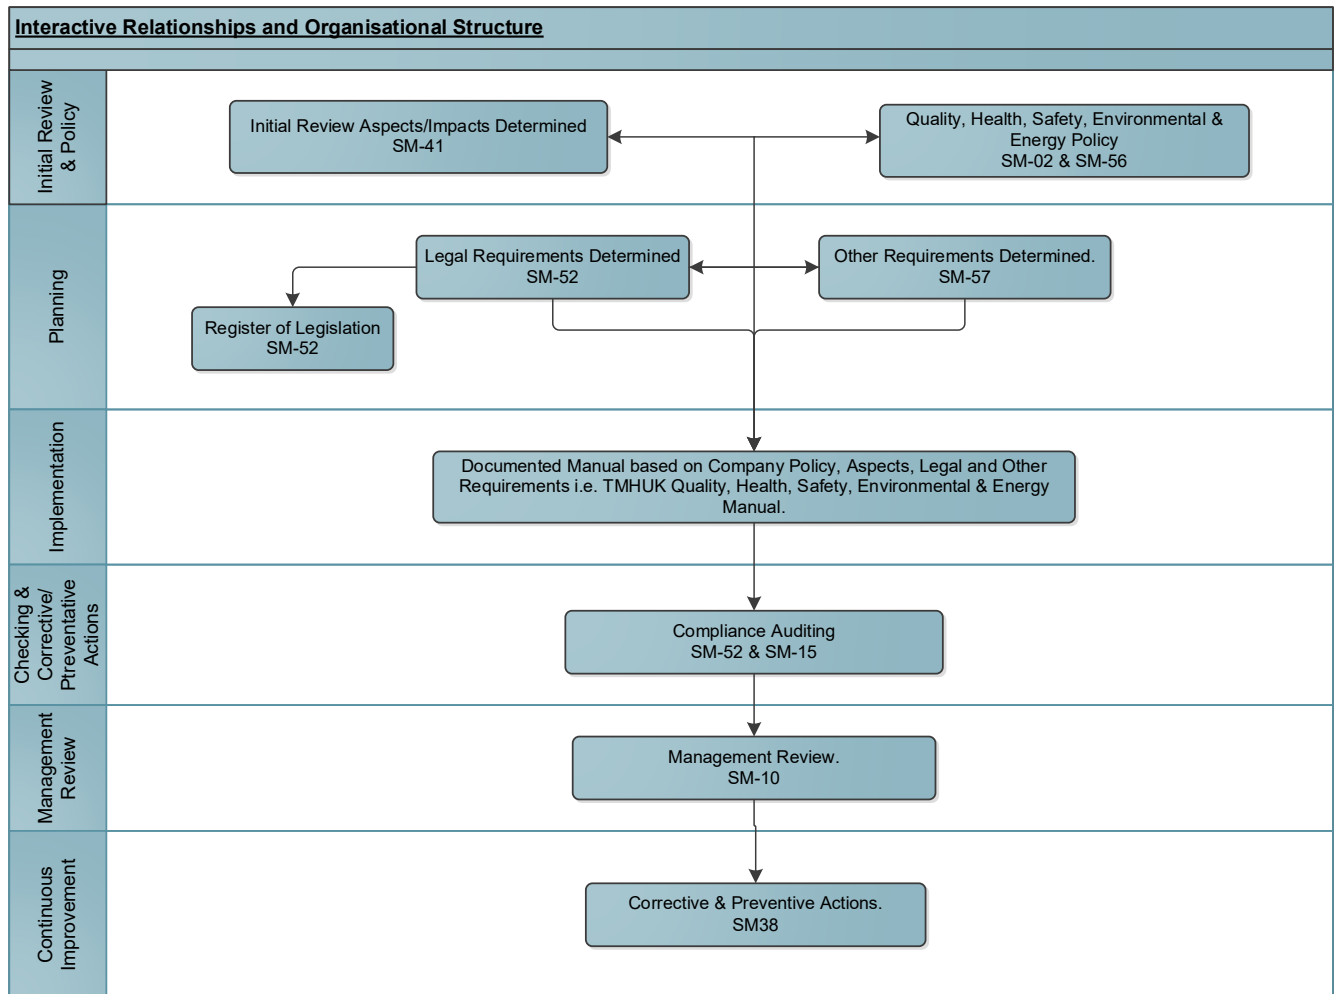 Interactive Relationships and Organisational Structure
Initial Review
& Policy
Initial Review Aspects/Impacts Determined
SM-41
Quality, Health, Safety, Environmental &
Energy Policy
SM-02 & SM-56
Planning
Legal Requirements Determined
SM-52
Other Requirements Determined.
SM-57
Register of Legislation
SM-52
Implementation
Documented Manual based on Company Policy, Aspects, Legal and Other
Requirements i.e. TMHUK Quality, Health, Safety, Environmental & Energy
Manual.
Checking &
Corrective/
Ptreventative
Actions
Compliance Auditing
SM-52 & SM-15
Management
Review
Management Review.
SM-10
Continuous
Improvement
Corrective & Preventive Actions.
SM38